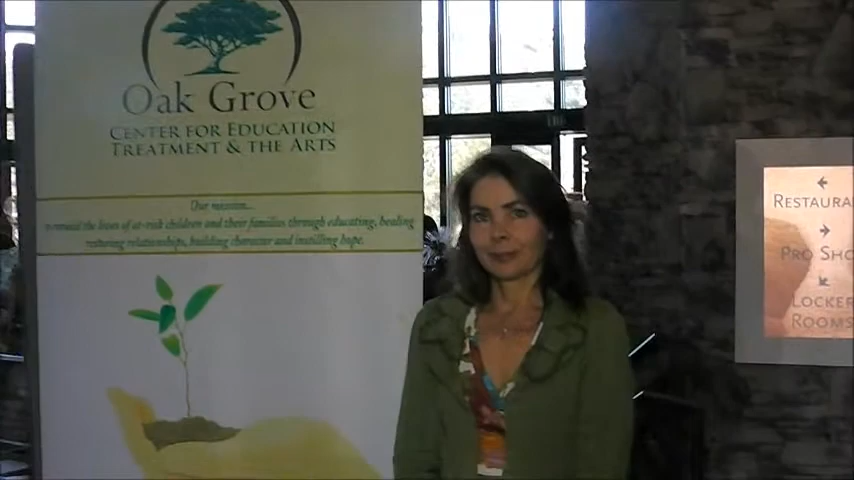 Oak Grove
CENTER FOR EDUCATION
TREATMENT & THE ARTS
Our mission...
to rebuild the lives of at-risk children and their families through educating, healing
restoring relationships, building character and instilling hope.
RESTAURA
PRO SHO
LOCKER
ROOMS